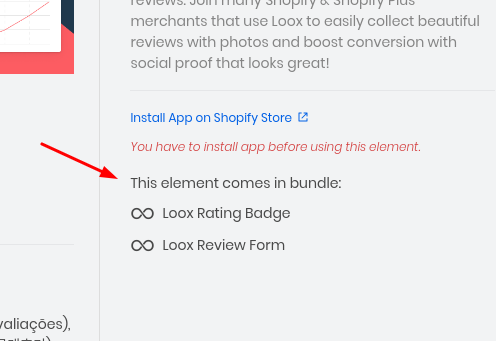 reviews. Join many Shopify & Shopify Plus
merchants that use Loox to easily collect beautiful
reviews with photos and boost conversion with
social proof that looks great!
Install App on Shopify Store
You have to install app before using this element.
This element comes in bundle:
Loox Rating Badge
Loox Review Form
valiações),